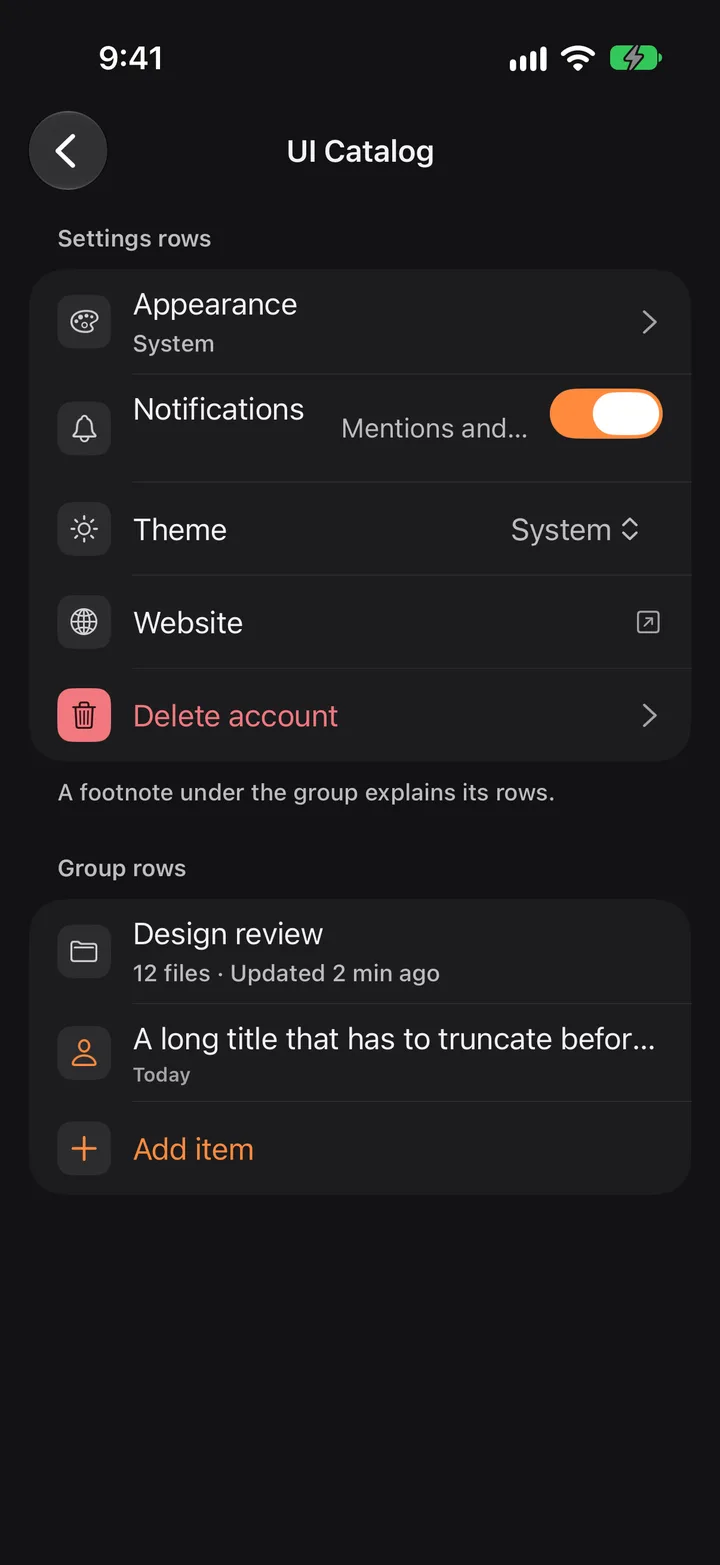 9:41
UI Catalog
Settings rows
Appearance
System
Notifications
Mentions and...
Theme
System
Website
Delete account
A footnote under the group explains its rows.
Group rows
Design review
12 files · Updated 2 min ago
A long title that has to truncate befor...
Today
Add item